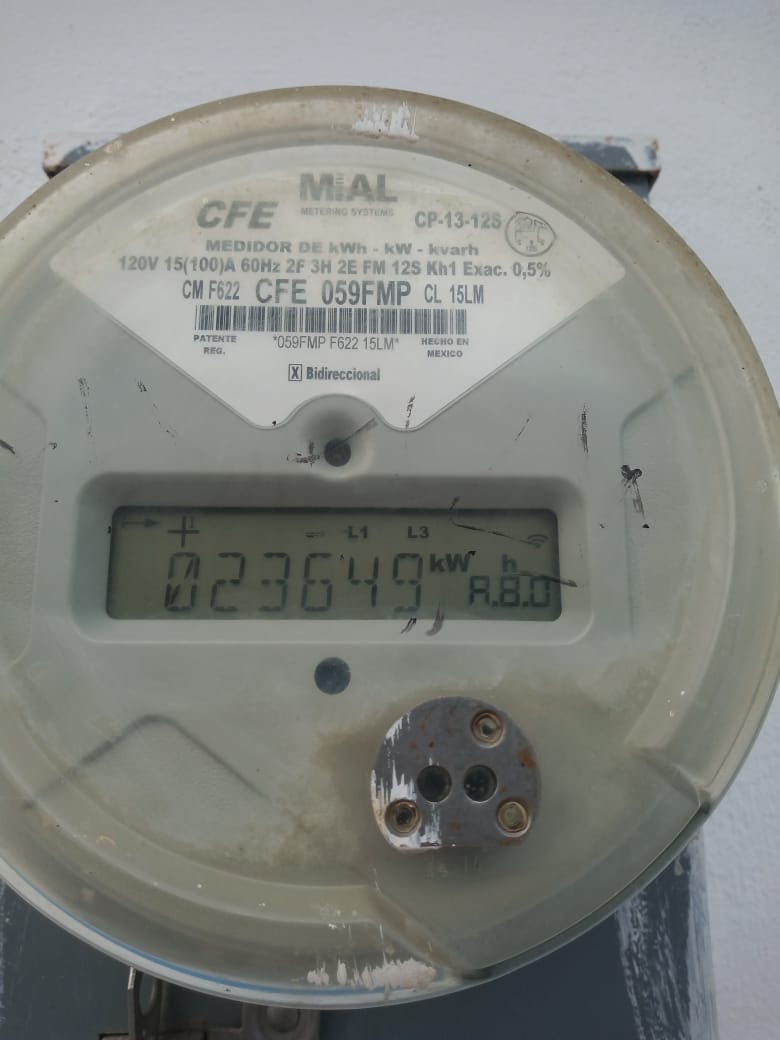 MIAL
METERING SYSTEMS
CFE
CP-13-12S
MEDIDOR DE kWh - kW - kvarh
120V 15(100)A 60Hz 2F 3H 2E FM 12S Kh1 Exac. 0,5%
CM F622 CFE 059FMP CL 15LM
PATENTE REG.
*059FMP F622 15LM*
HECHO EN MEXICO
X Bidireccional
L1 L3
023649 kW h
A.B.0